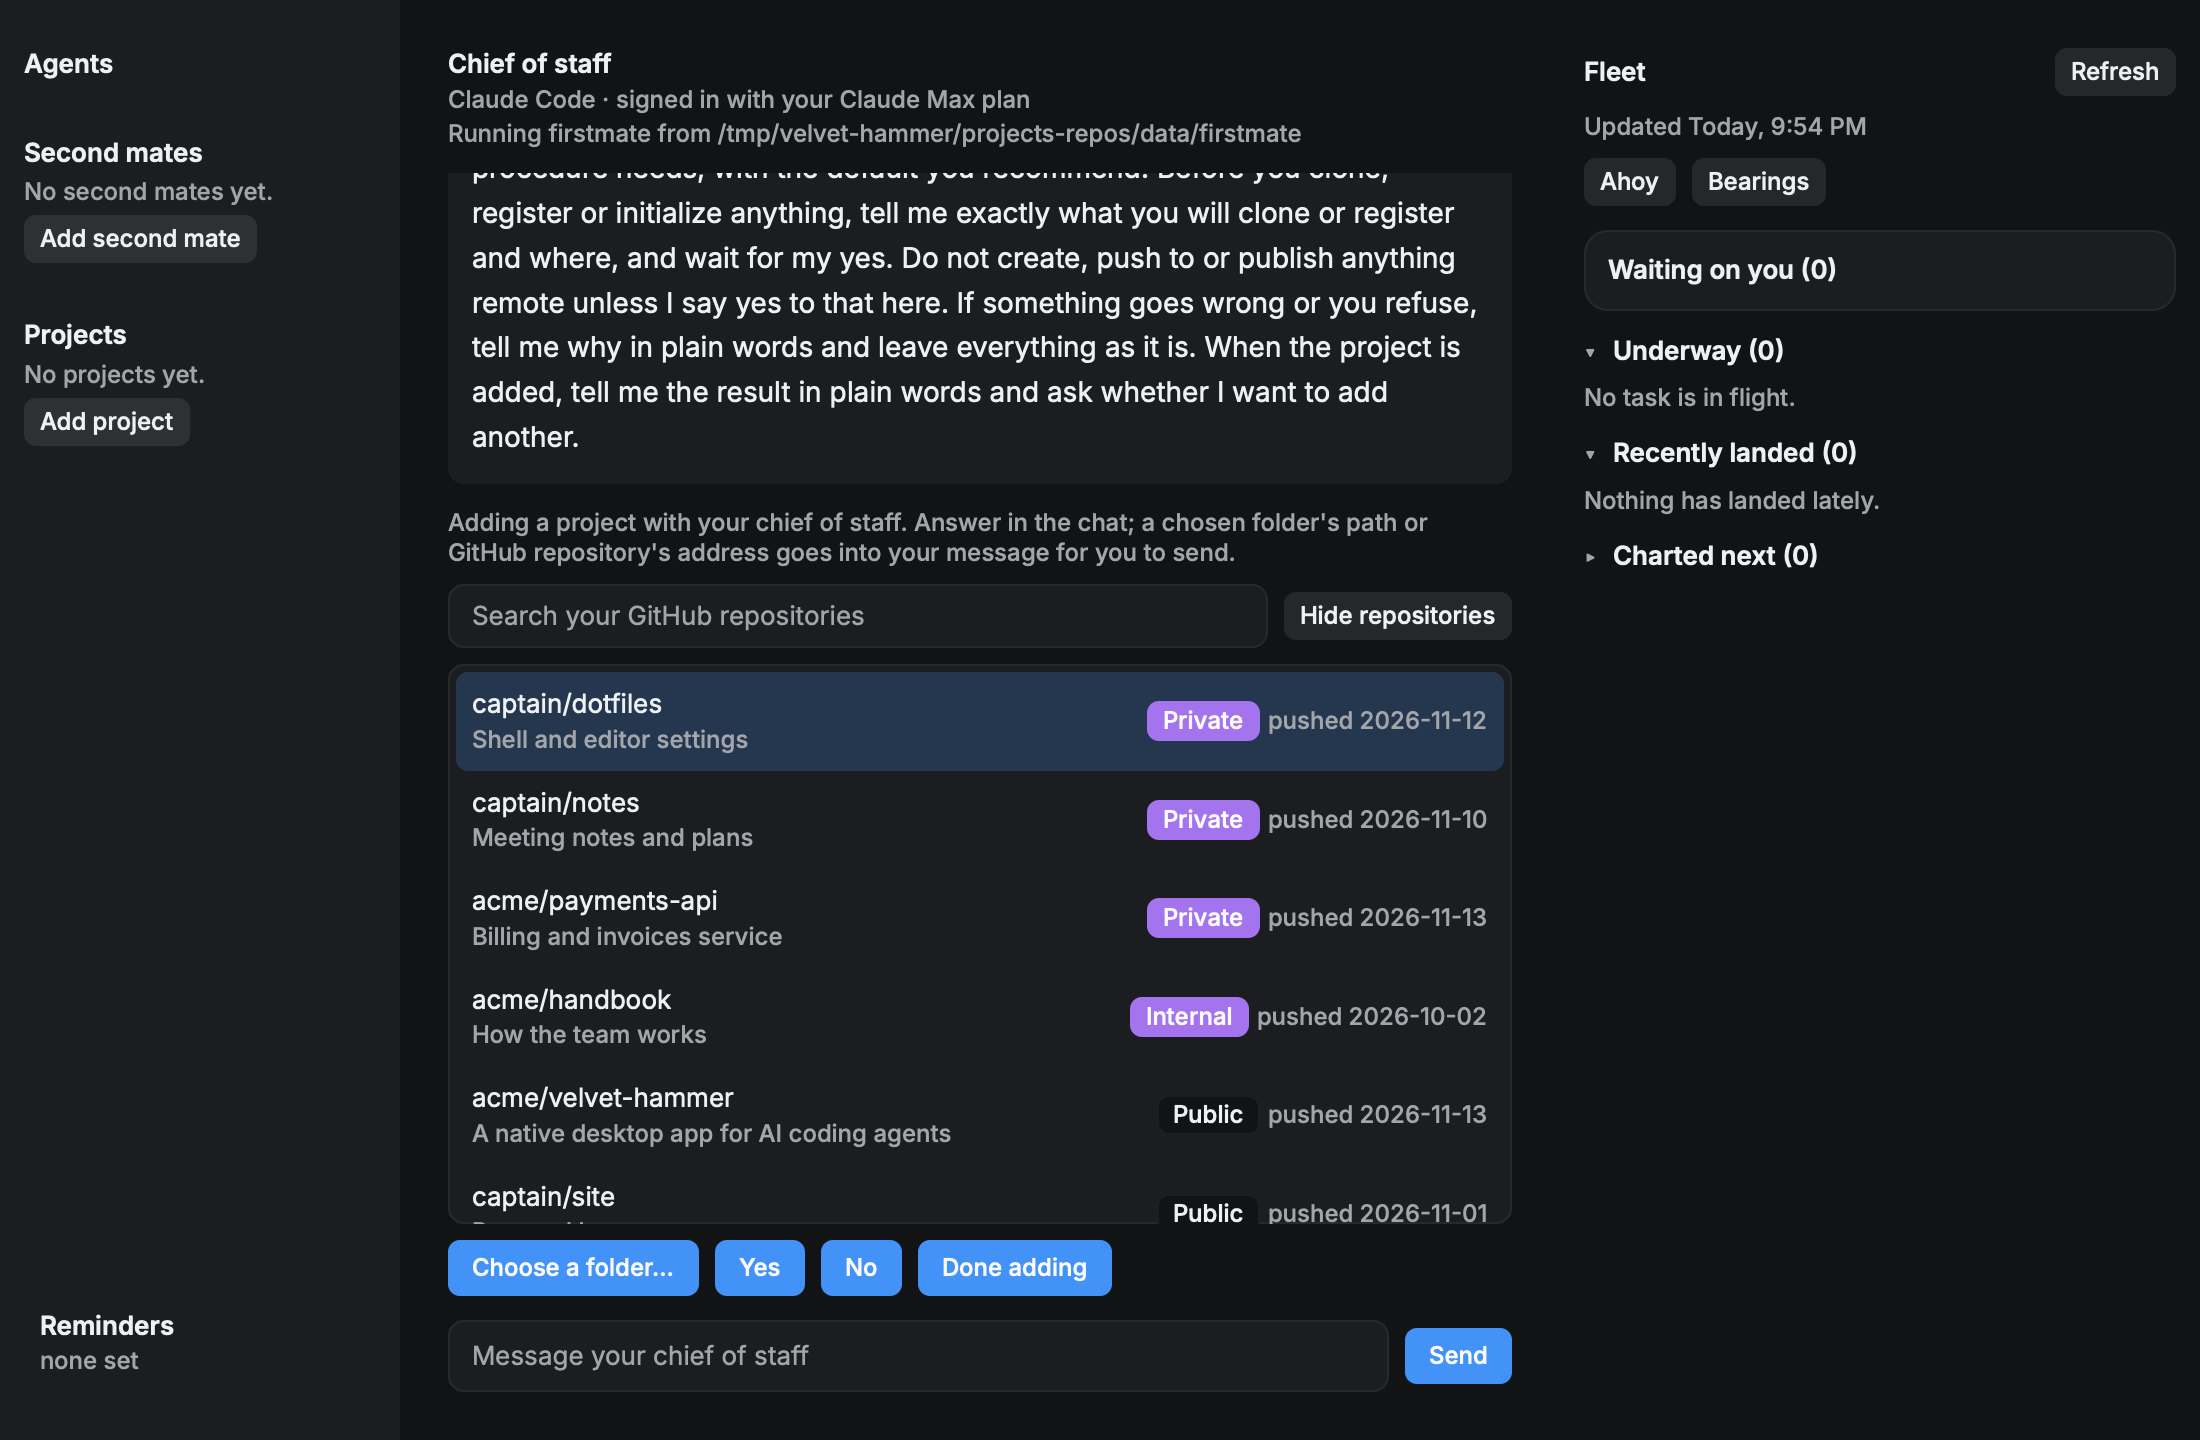 Agents
Second mates
No second mates yet.
Add second mate
Projects
No projects yet.
Add project
Reminders
none set
Chief of staff
Claude Code · signed in with your Claude Max plan
Running firstmate from /tmp/velvet-hammer/projects-repos/data/firstmate
procedure needs, with the default you recommend. Before you clone,
register or initialize anything, tell me exactly what you will clone or register
and where, and wait for my yes. Do not create, push to or publish anything
remote unless I say yes to that here. If something goes wrong or you refuse,
tell me why in plain words and leave everything as it is. When the project is
added, tell me the result in plain words and ask whether I want to add
another.
Adding a project with your chief of staff. Answer in the chat; a chosen folder's path or
GitHub repository's address goes into your message for you to send.
Search your GitHub repositories
Hide repositories
captain/dotfiles
Shell and editor settings
Private pushed 2026-11-12
captain/notes
Meeting notes and plans
Private pushed 2026-11-10
acme/payments-api
Billing and invoices service
Private pushed 2026-11-13
acme/handbook
How the team works
Internal pushed 2026-10-02
acme/velvet-hammer
A native desktop app for AI coding agents
Public pushed 2026-11-13
captain/site
Public pushed 2026-11-01
Choose a folder...
Yes
No
Done adding
Message your chief of staff
Send
Fleet
Refresh
Updated Today, 9:54 PM
Ahoy
Bearings
Waiting on you (0)
Underway (0)
No task is in flight.
Recently landed (0)
Nothing has landed lately.
Charted next (0)